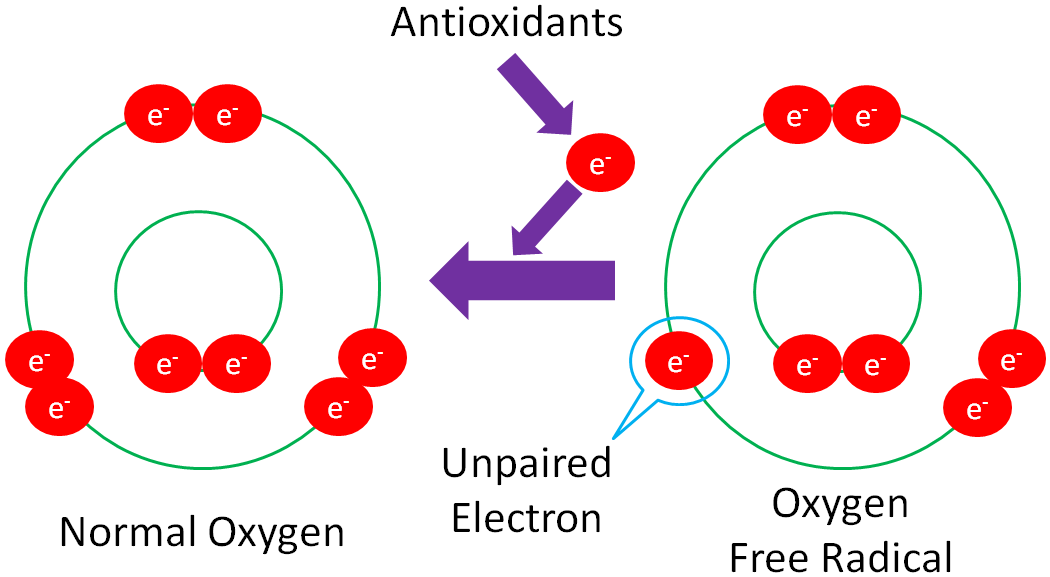 Antioxidants
e⁻ e⁻
e⁻ e⁻
e⁻
e⁻
e⁻
e⁻ e⁻
e⁻
e⁻
e⁻
e⁻ e⁻
e⁻
e⁻
Unpaired
Electron
Normal Oxygen
Oxygen
Free Radical